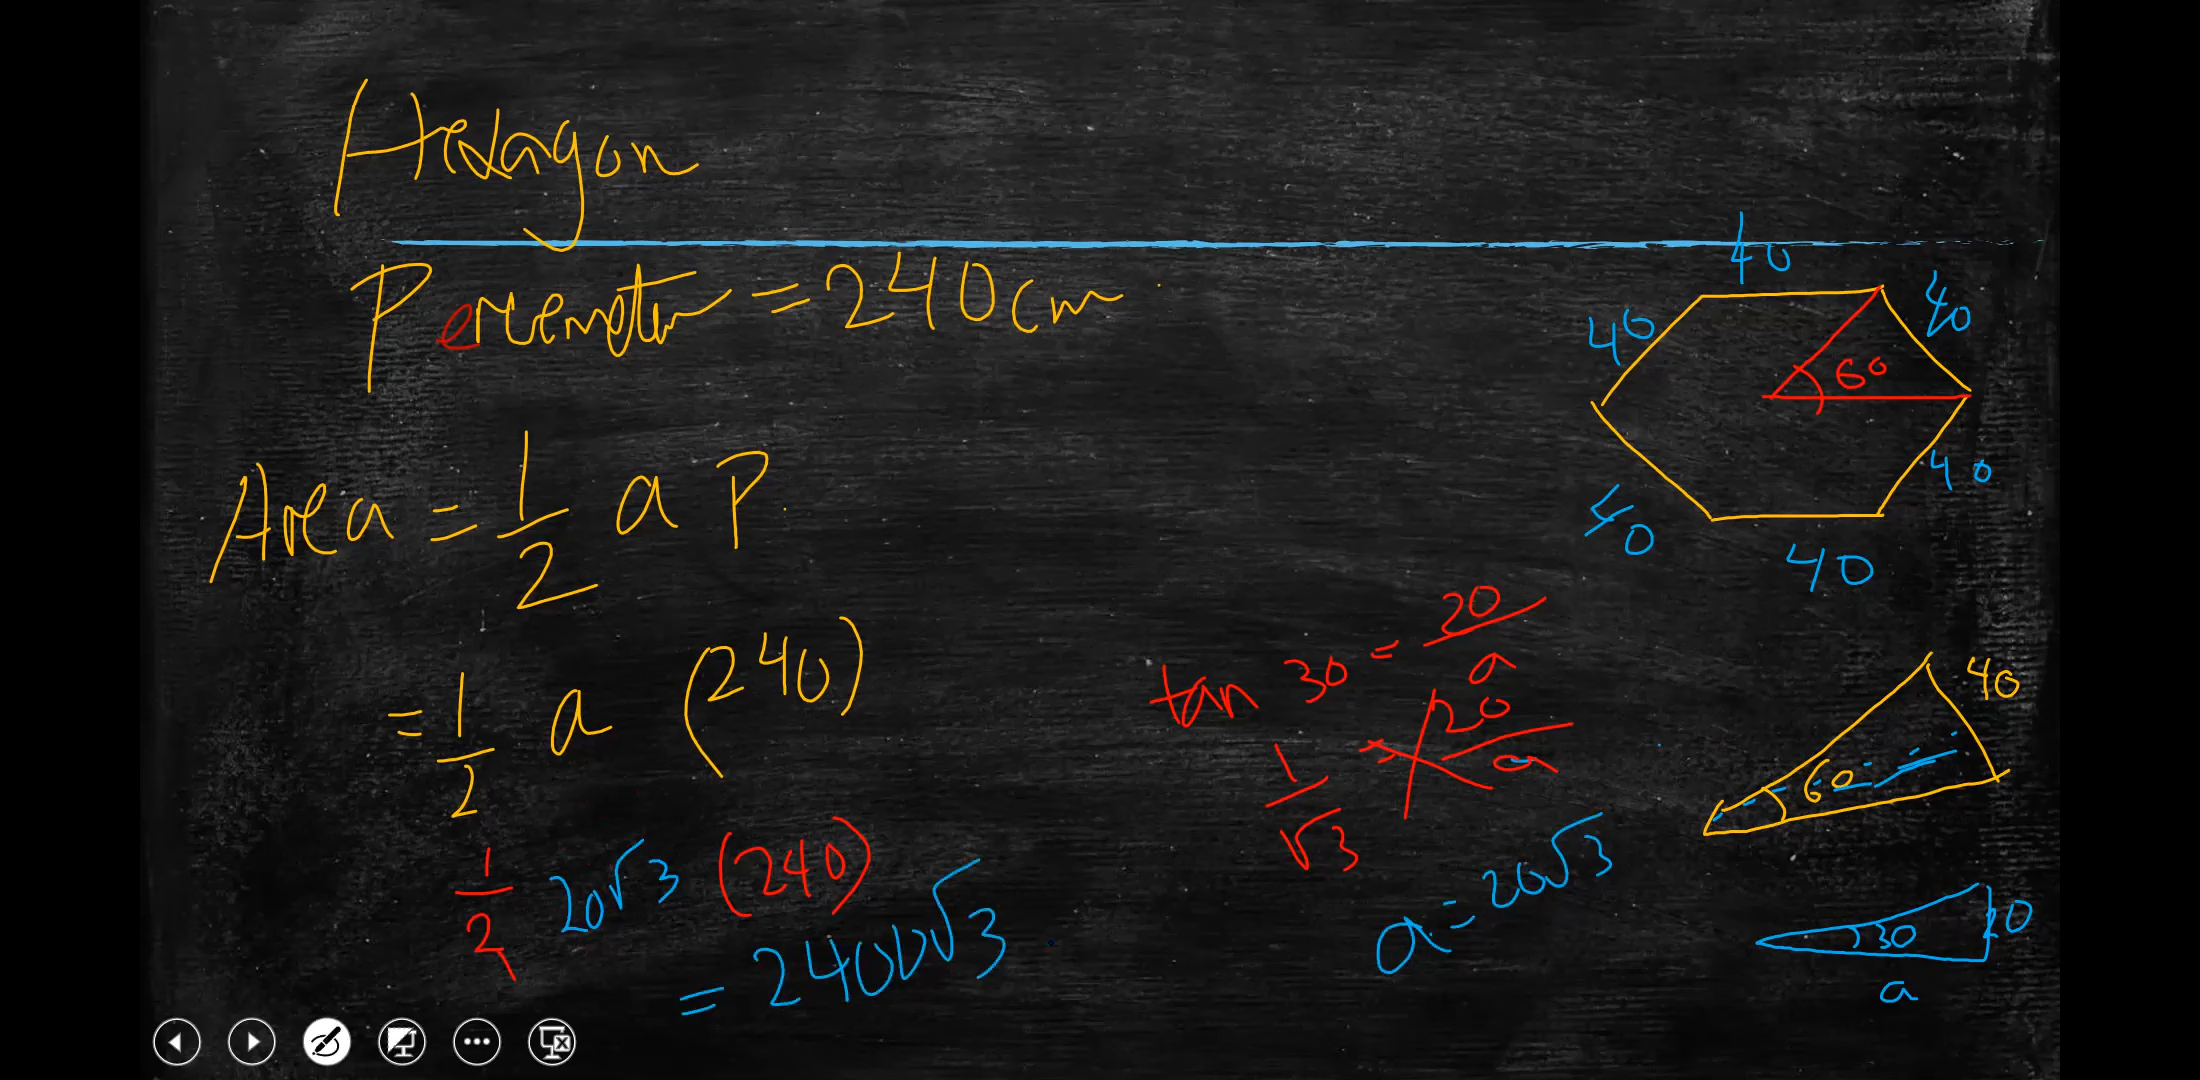 Hexagon
Peremeter = 240cm
40
40
40
60
40
40
40
Area = 1/2 a P
= 1/2 a (240)
1/2 20√3 (240)
= 2400√3
tan 30 = 20/a
1/√3 20/a
a = 20√3
40
60
30
20
a